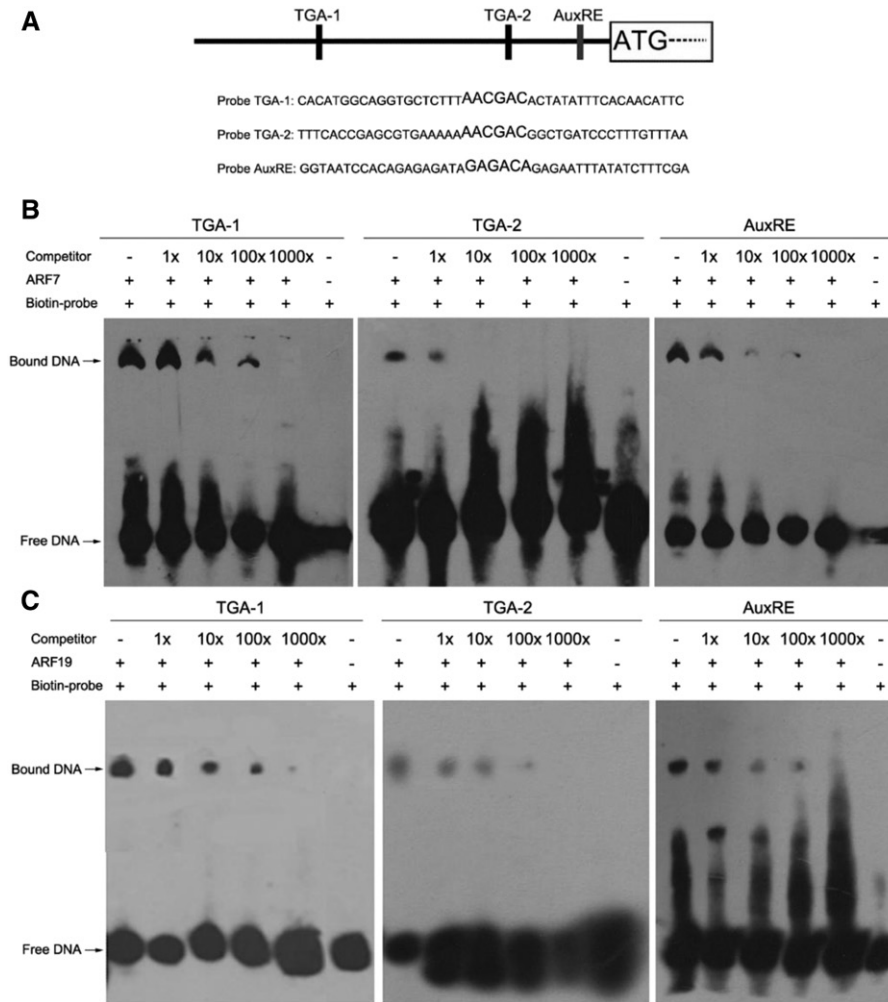 A
TGA-1 TGA-2 AuxRE
ATG
Probe TGA-1: CACATGGCAGGTGCTCTTTAACGACACTATATTTCACAACATTC
Probe TGA-2: TTTCACCGAGCGTGAAAAAAACGACGGCTGATCCCTTTGTTTAA
Probe AuxRE: GGTAATCCACAGAGAGATAGAGACAGAGAATTTATATCTTTCGA
B
TGA-1 TGA-2 AuxRE
Competitor - 1x 10x 100x 1000x - - 1x 10x 100x 1000x - - 1x 10x 100x 1000x -
ARF7 + + + + + - + + + + + - + + + + + -
Biotin-probe + + + + + + + + + + + + + + + + + +
Bound DNA
Free DNA
C
TGA-1 TGA-2 AuxRE
Competitor - 1x 10x 100x 1000x - - 1x 10x 100x 1000x - - 1x 10x 100x 1000x -
ARF19 + + + + + - + + + + + - + + + + + -
Biotin-probe + + + + + + + + + + + + + + + + + +
Bound DNA
Free DNA